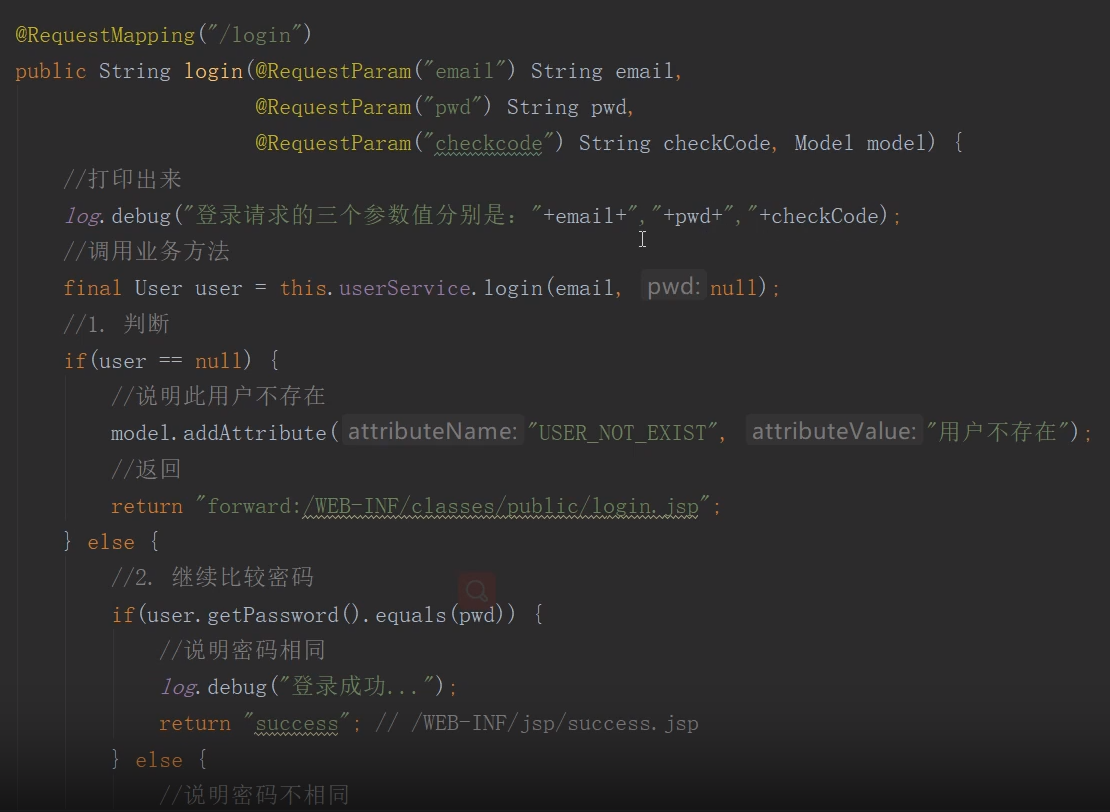 @RequestMapping("/login")
public String login(@RequestParam("email") String email,
@RequestParam("pwd") String pwd,
@RequestParam("checkcode") String checkCode, Model model) {
//打印出来
log.debug("登录请求的三个参数值分别是："+email+","+pwd+","+checkCode);
//调用业务方法
final User user = this.userService.login(email, pwd: null);
//1. 判断
if(user == null) {
//说明此用户不存在
model.addAttribute( attributeName: "USER_NOT_EXIST", attributeValue: "用户不存在");
//返回
return "forward:/WEB-INF/classes/public/login.jsp";
} else {
//2. 继续比较密码
if(user.getPassword().equals(pwd)) {
//说明密码相同
log.debug("登录成功...");
return "success"; // /WEB-INF/jsp/success.jsp
} else {
//说明密码不相同